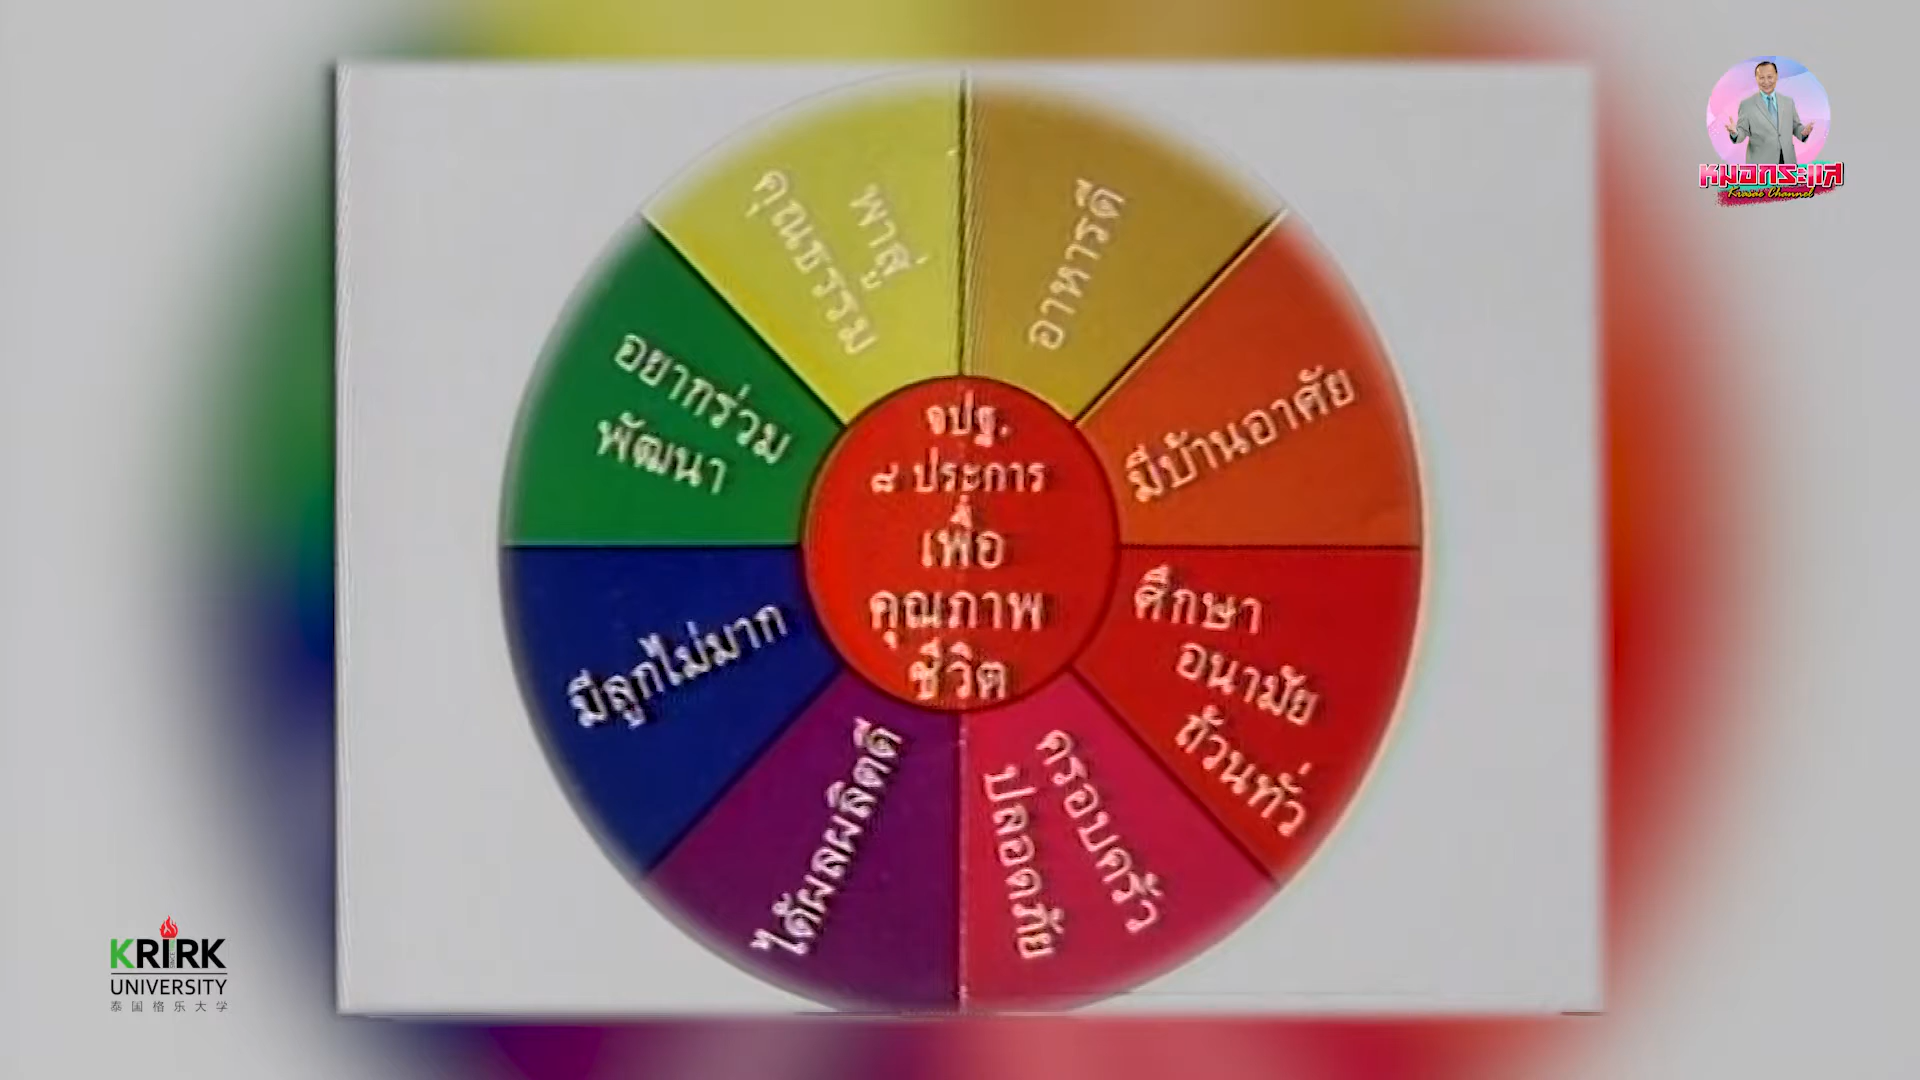 จปฐ.
๘ ประการ
เพื่อ
คุณภาพ
ชีวิต
อาหารดี
มีบ้านอาศัย
ศึกษา
อนามัย
ถ้วนทั่ว
ครอบครัว
ปลอดภัย
ได้ผลผลิตดี
มีลูกไม่มาก
อยากร่วม
พัฒนา
พาสู่
คุณธรรม
หมอกระแส
Krasae Channel
KRIRK
UNIVERSITY
泰国格乐大学